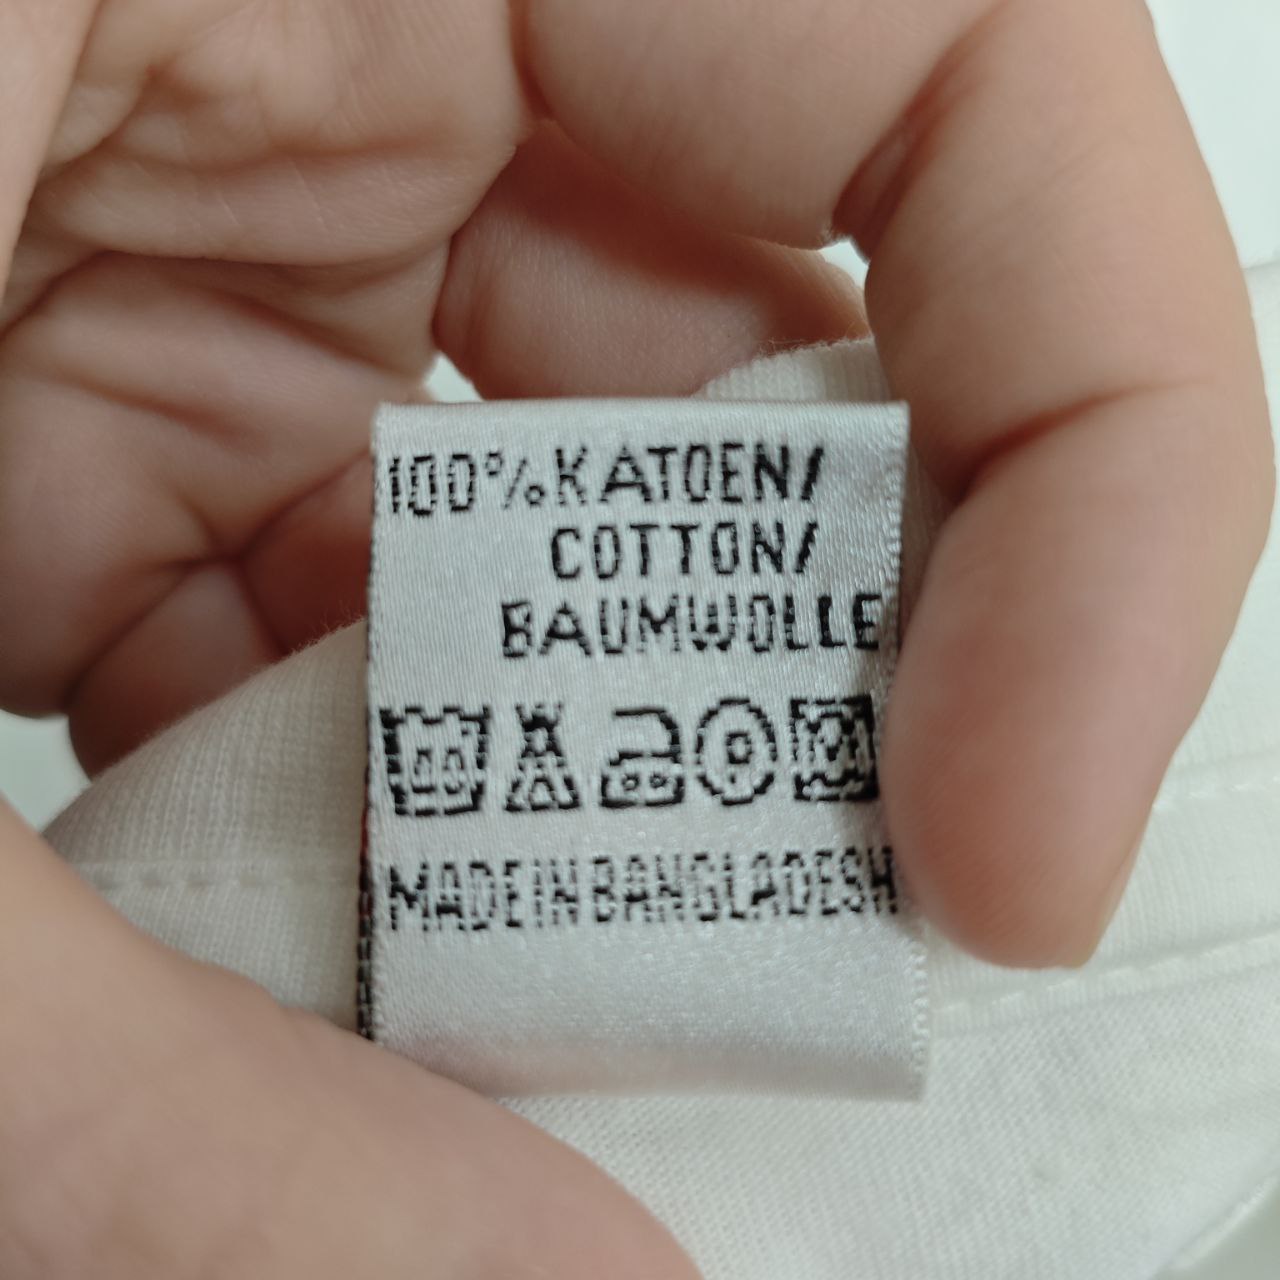 100% KATOEN/
COTTON/
BAUMWOLLE
MADE IN BANGLADESH